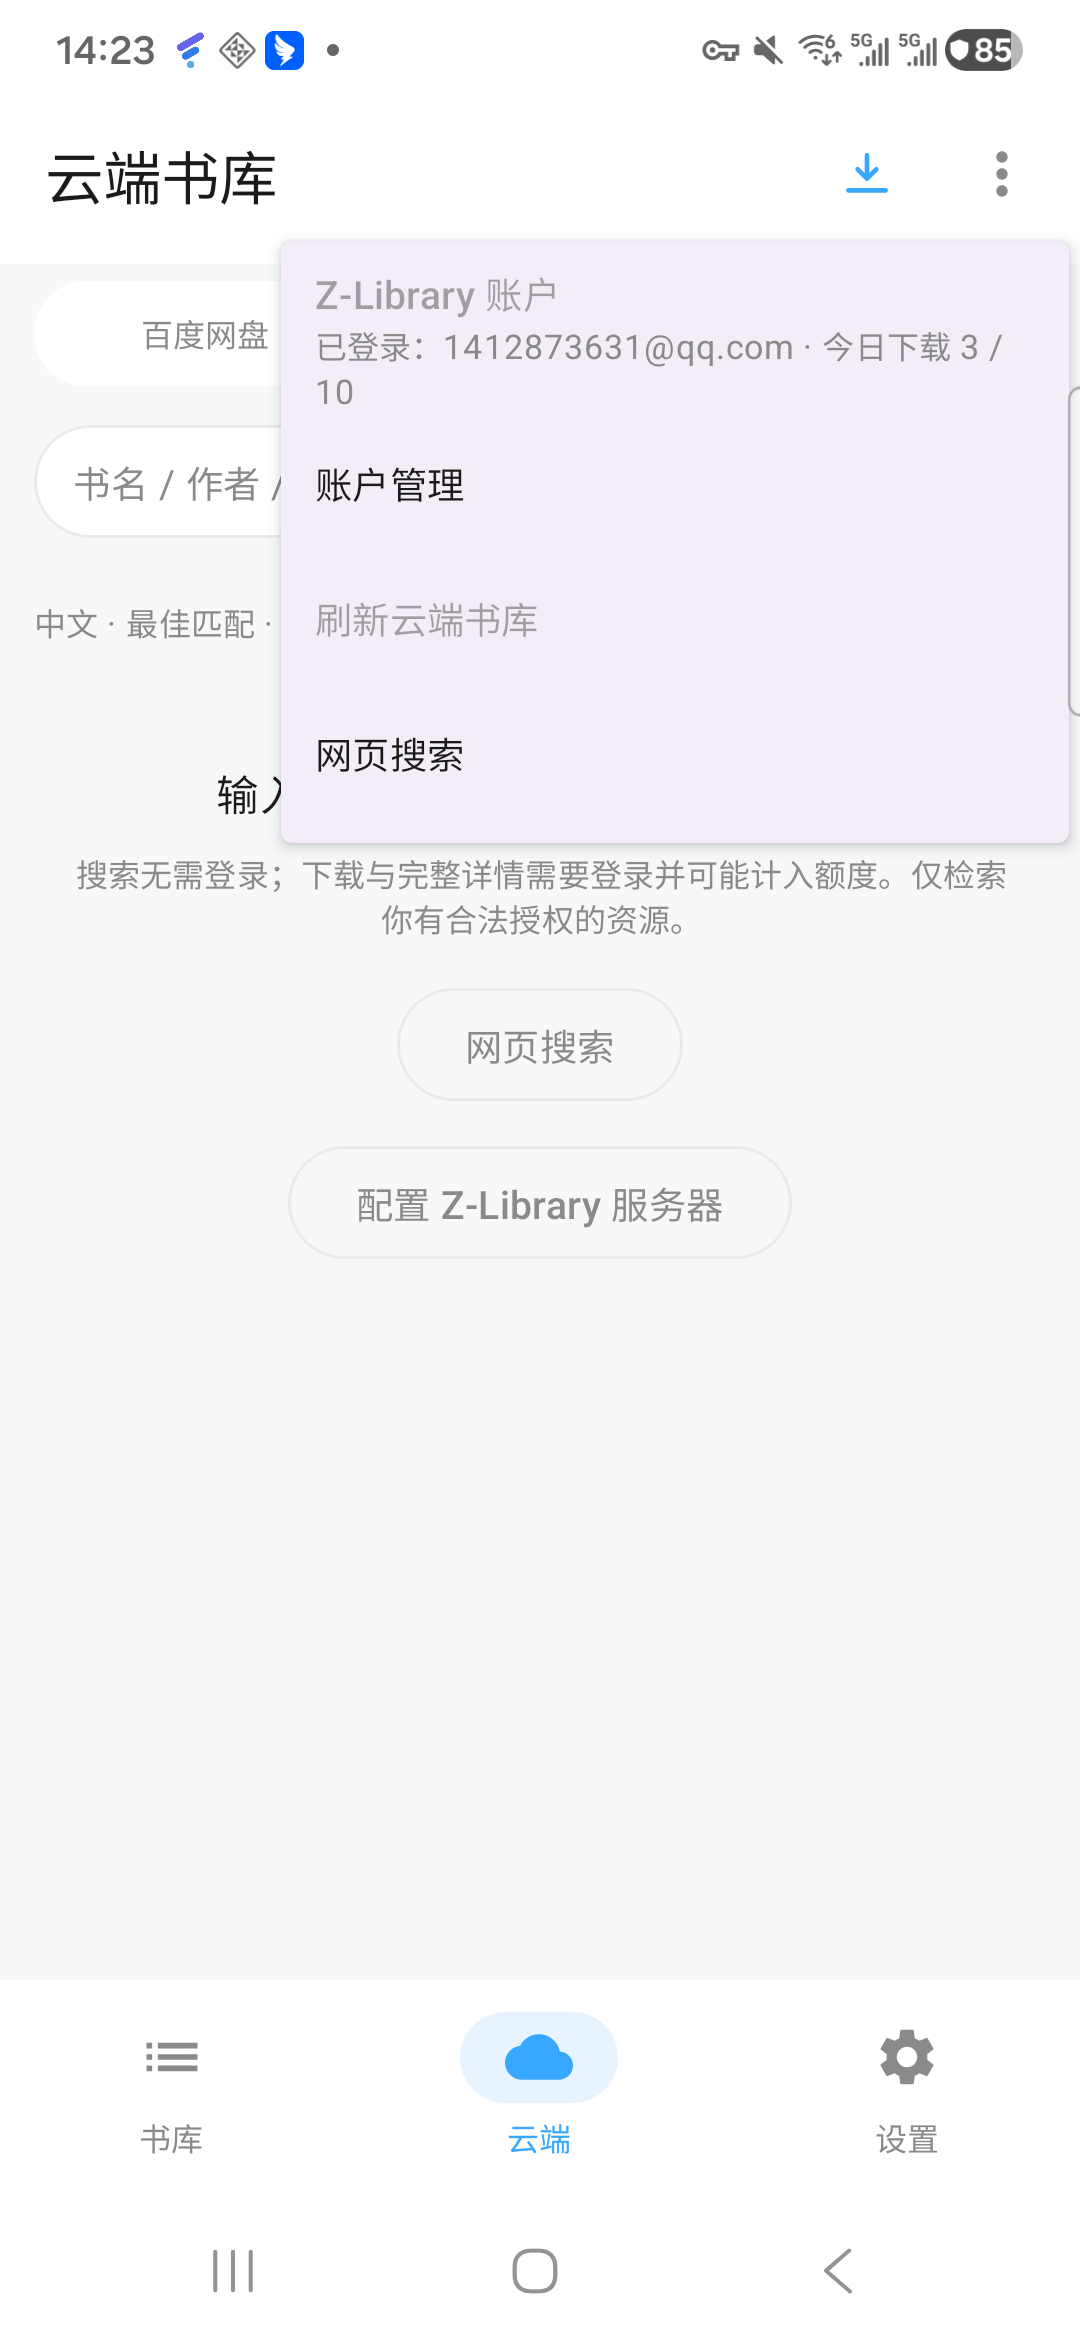 14:23
6 5G 5G 85
云端书库
Z-Library 账户
已登录：1412873631@qq.com · 今日下载 3 /
10
百度网盘
账户管理
书名 / 作者 /
刷新云端书库
中文 · 最佳匹配 ·
网页搜索
输入
搜索无需登录；下载与完整详情需要登录并可能计入额度。仅检索
你有合法授权的资源。
网页搜索
配置 Z-Library 服务器
书库
云端
设置